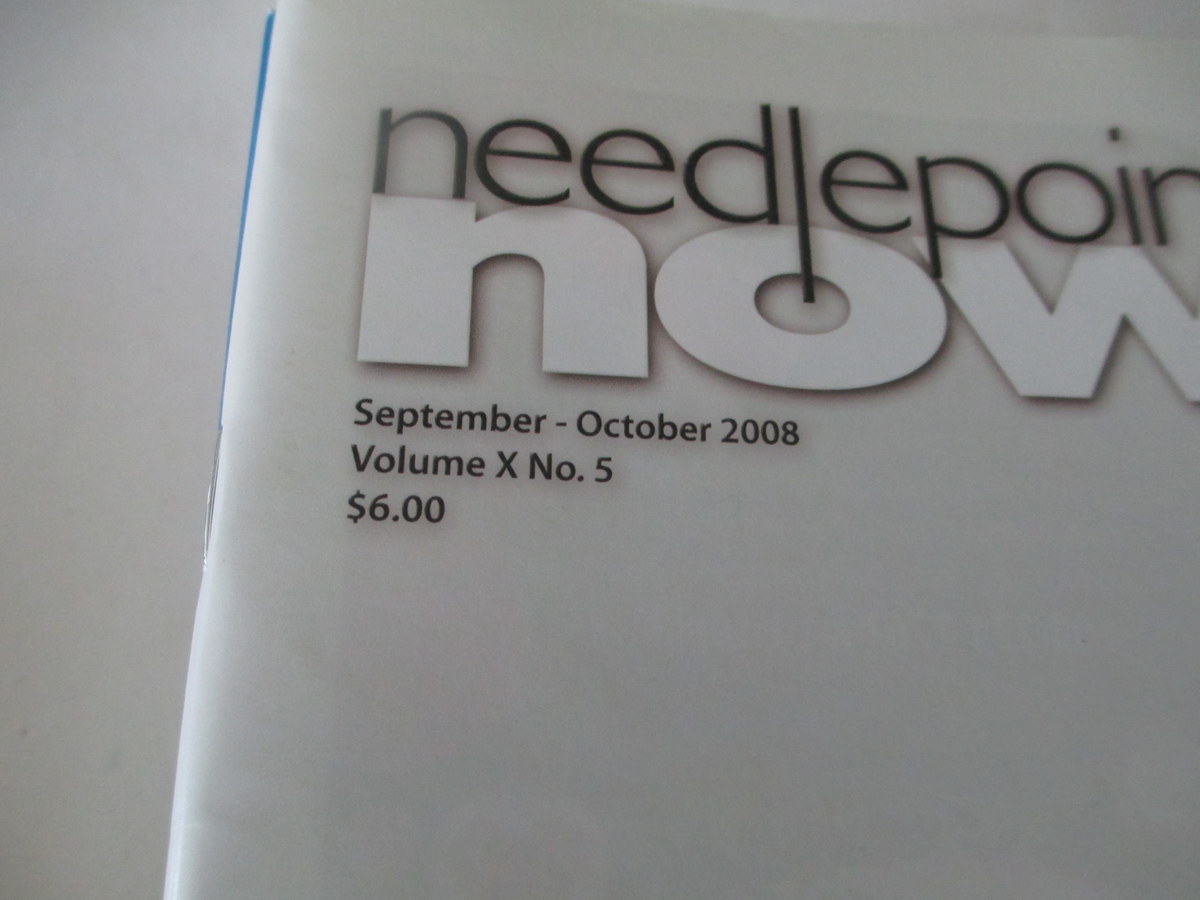 needlepoin
now
September - October 2008
Volume X No. 5
$6.00